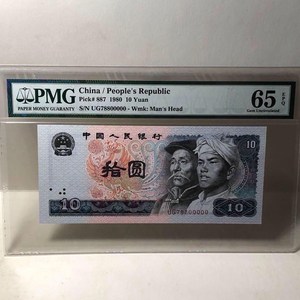 PMG
PAPER MONEY GUARANTY
China / People's Republic
Pick# 887 1980 10 Yuan
S/N UG78800000 - Wmk: Man's Head
65 EPQ
Gem Uncirculated
中国人民银行
10
拾圆
UG78800000
10
10